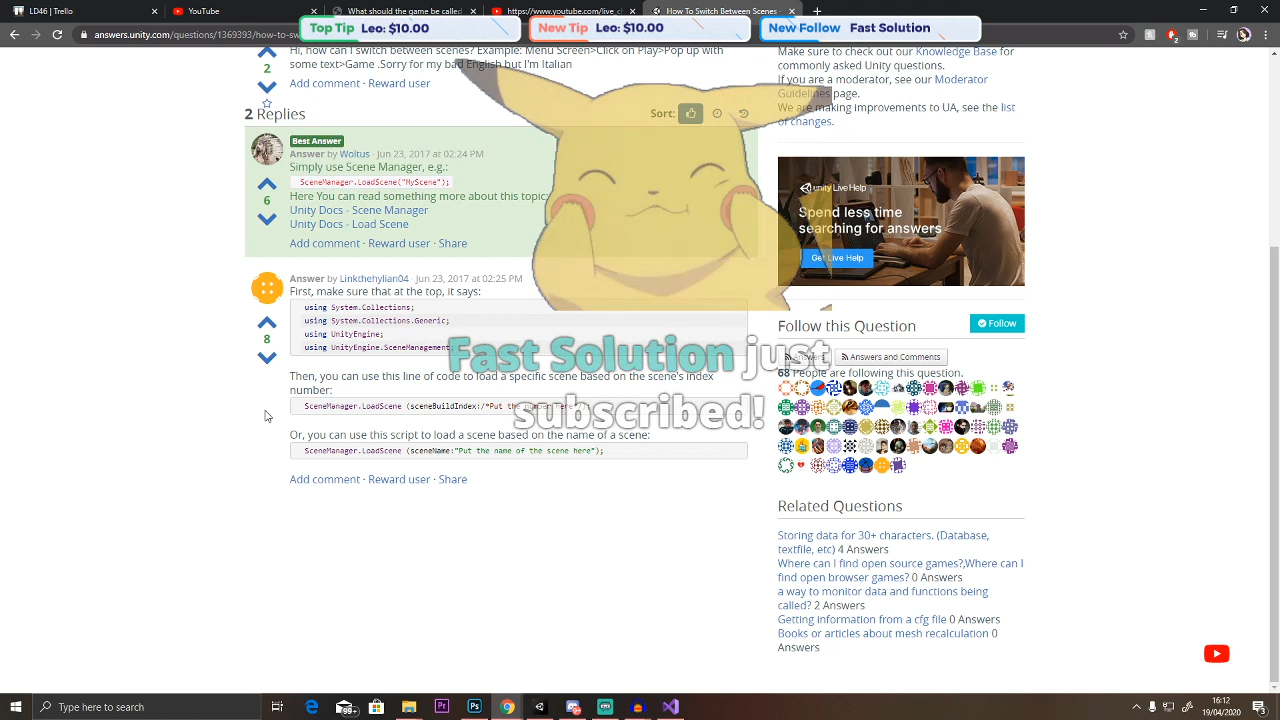 LD46 | Th
YouTube
What should the game be called
https://www.youtube.com/live_
between Scenes?
Top Tip Leo: $10.00
New Tip Leo: $10.00
New Follow Fast Solution
answers.unity.com/questions/1369393/how-to-sw
Hi, how can I switch between scenes? Example: Menu Screen>Click on Play>Pop up with
some text>Game .Sorry for my bad English but I'm Italian
2
Add comment · Reward user
2 Replies
Sort:
Best Answer
Answer by Woltus · Jun 23, 2017 at 02:24 PM
Simply use Scene Manager, e.g.:
SceneManager.LoadScene("MyScene");
Here You can read something more about this topic
6
Unity Docs - Scene Manager
Unity Docs - Load Scene
Add comment · Reward user · Share
Answer by Linkthehylian04 · Jun 23, 2017 at 02:25 PM
First, make sure that at the top, it says:
using System.Collections;
using System.Collections.Generic;
8
using UnityEngine;
using UnityEngine.SceneManagement;
Then, you can use this line of code to load a specific scene based on the scene's index
number:
SceneManager.LoadScene (sceneBuildIndex:/*Put the number
Or, you can use this script to load a scene based on the name of a scene:
SceneManager.LoadScene (sceneName:"Put the name of the scene here");
Add comment · Reward user · Share
Fast Solution just
subscribed!
Make sure to check out our Knowledge Base for
commonly asked Unity questions.
If you are a moderator, see our Moderator
Guidelines page.
We are making improvements to UA, see the list
of changes.
unity Live Help
Spend less time
searching for answers
Get Live Help
Follow this Question
Follow
Answers
Answers and Comments
68 People are following this question.
Related Questions
Storing data for 30+ characters. (Database,
textfile, etc) 4 Answers
Where can I find open source games?,Where can I
find open browser games? 0 Answers
a way to monitor data and functions being
called? 2 Answers
Getting information from a cfg file 0 Answers
Books or articles about mesh recalculation 0
Answers
Type here to search
99+
16:12
19/04/2020